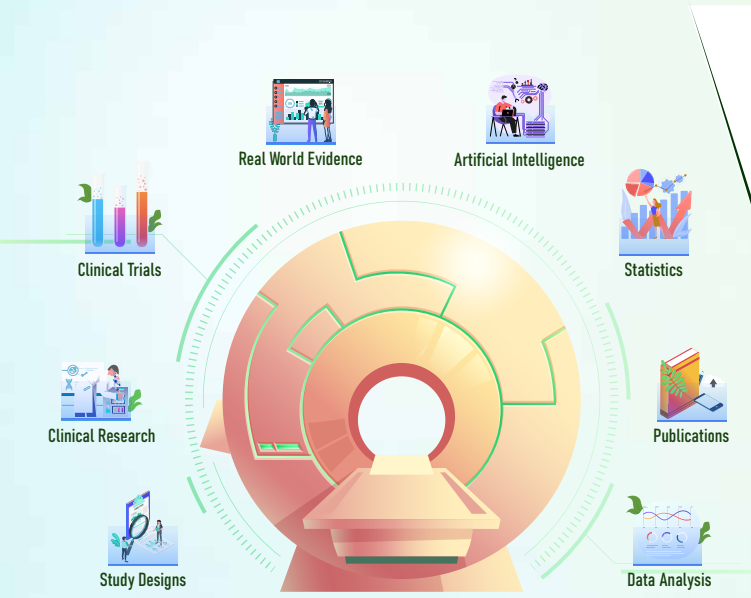 Real World Evidence
Artificial Intelligence
Clinical Trials
Statistics
Clinical Research
Publications
Study Designs
Data Analysis